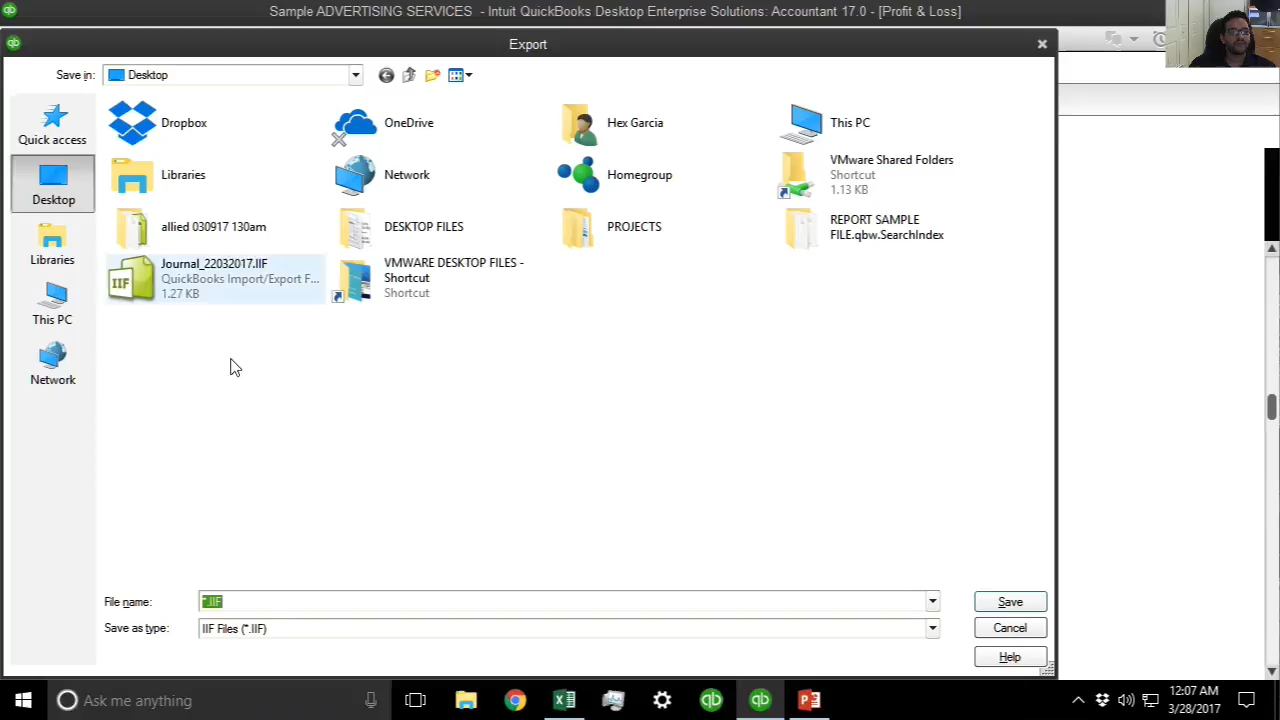 Sample ADVERTISING SERVICES - Intuit QuickBooks Desktop Enterprise Solutions: Accountant 17.0 - [Profit & Loss]
Export
Save in:
Desktop
Quick access
Desktop
Libraries
This PC
Network
Dropbox
OneDrive
Hex Garcia
This PC
Libraries
Network
Homegroup
VMware Shared Folders
Shortcut
1.13 KB
allied 030917 130am
DESKTOP FILES
PROJECTS
REPORT SAMPLE
FILE.qbw.SearchIndex
IIF
Journal_22032017.IIF
QuickBooks Import/Export F...
1.27 KB
VMWARE DESKTOP FILES -
Shortcut
Shortcut
File name:
*.IIF
Save
Save as type:
IIF Files (*.IIF)
Cancel
Help
Ask me anything
12:07 AM
3/28/2017